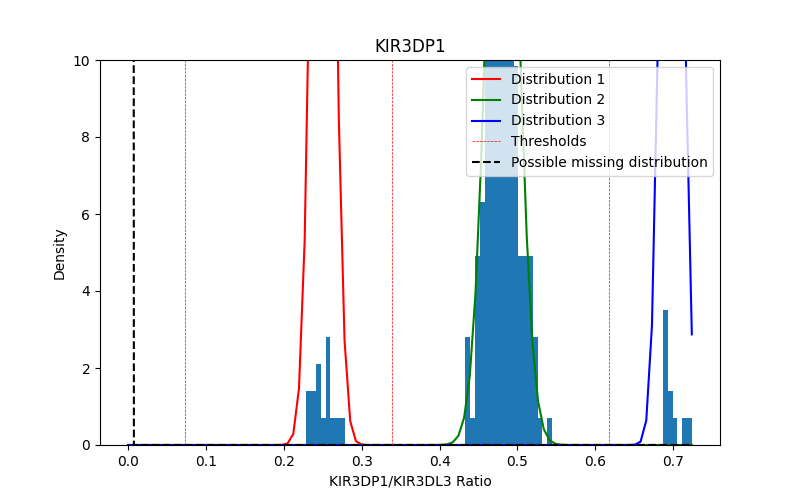 KIR3DP1
10
8
6
4
2
0
Density
Distribution 1
Distribution 2
Distribution 3
Thresholds
Possible missing distribution
0.0 0.1 0.2 0.3 0.4 0.5 0.6 0.7
KIR3DP1/KIR3DL3 Ratio